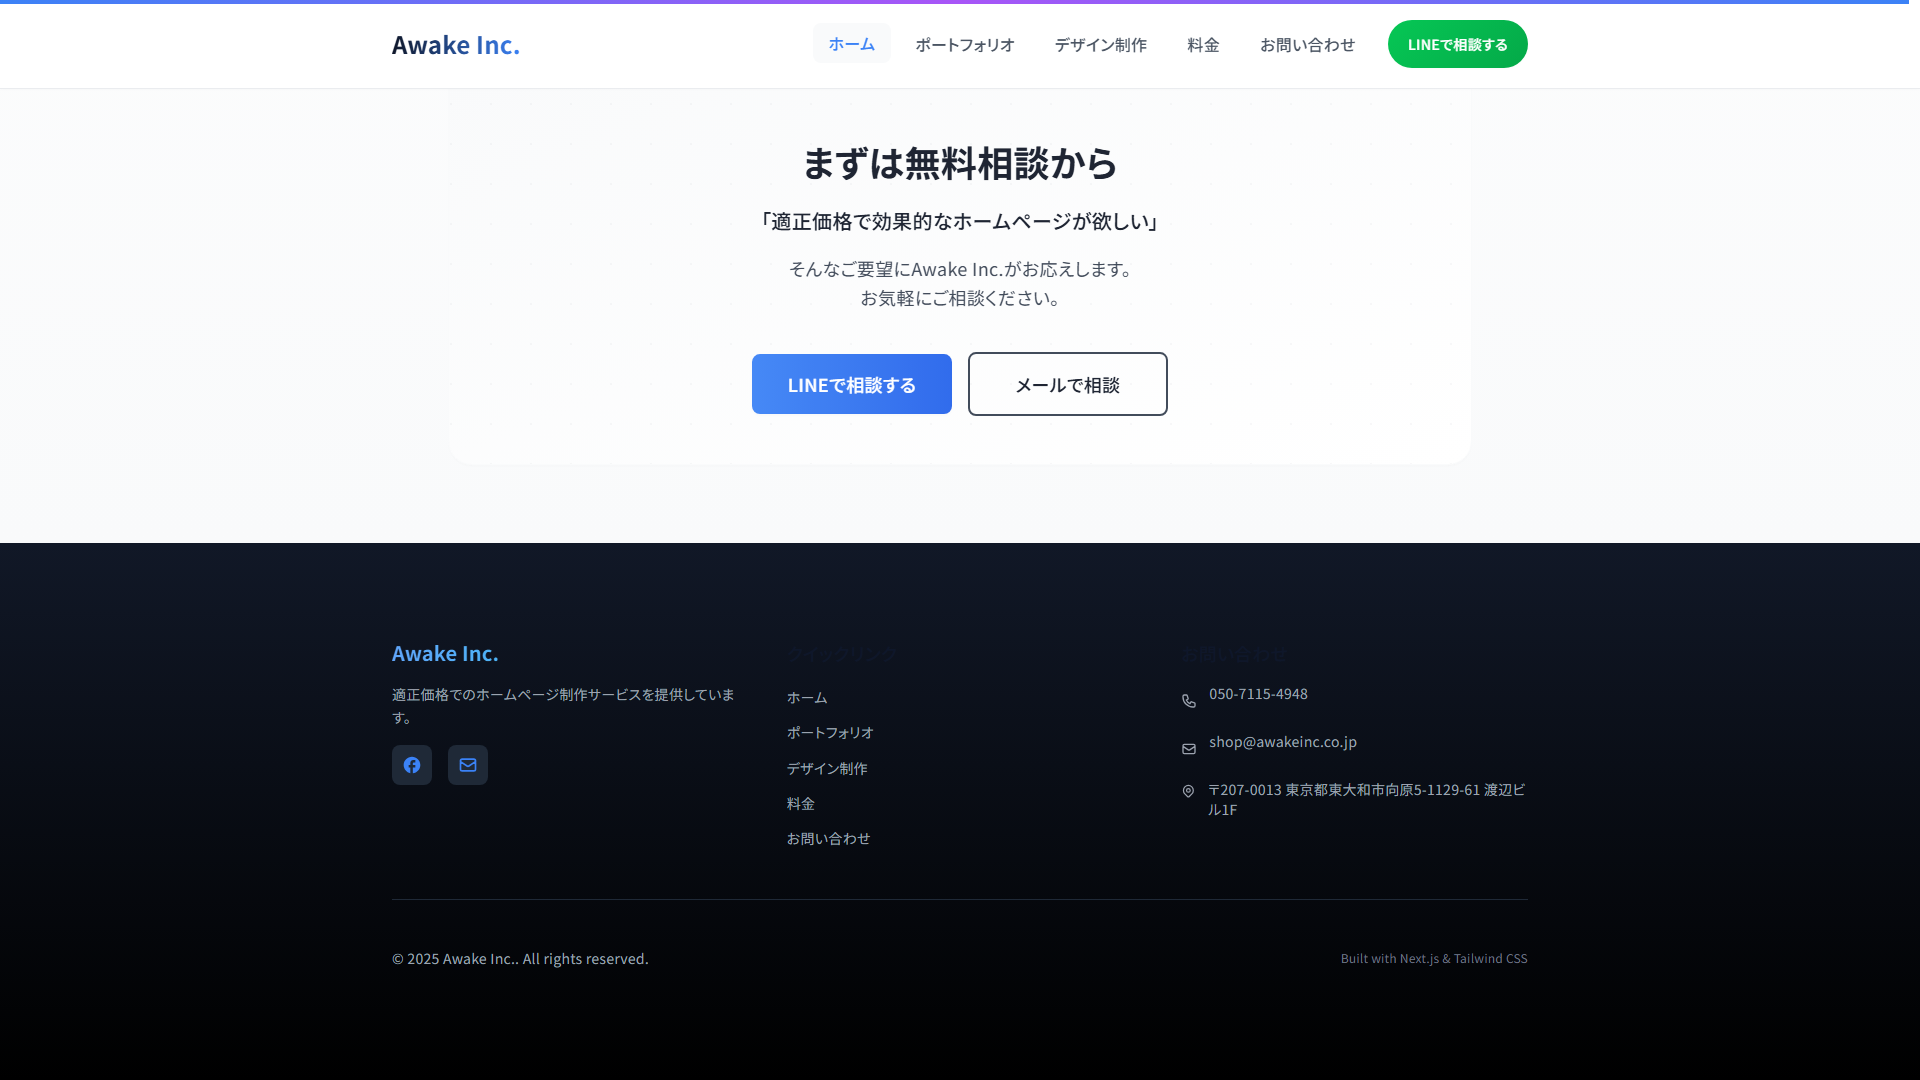 Awake Inc.
ホーム
ポートフォリオ
デザイン制作
料金
お問い合わせ
LINEで相談する
まずは無料相談から
「適正価格で効果的なホームページが欲しい」
そんなご要望にAwake Inc.がお応えします。
お気軽にご相談ください。
LINEで相談する
メールで相談
Awake Inc.
適正価格でのホームページ制作サービスを提供していま
す。
クイックリンク
ホーム
ポートフォリオ
デザイン制作
料金
お問い合わせ
お問い合わせ
050-7115-4948
shop@awakeinc.co.jp
〒207-0013 東京都東大和市向原5-1129-61 渡辺ビ
ル1F
© 2025 Awake Inc.. All rights reserved.
Built with Next.js & Tailwind CSS